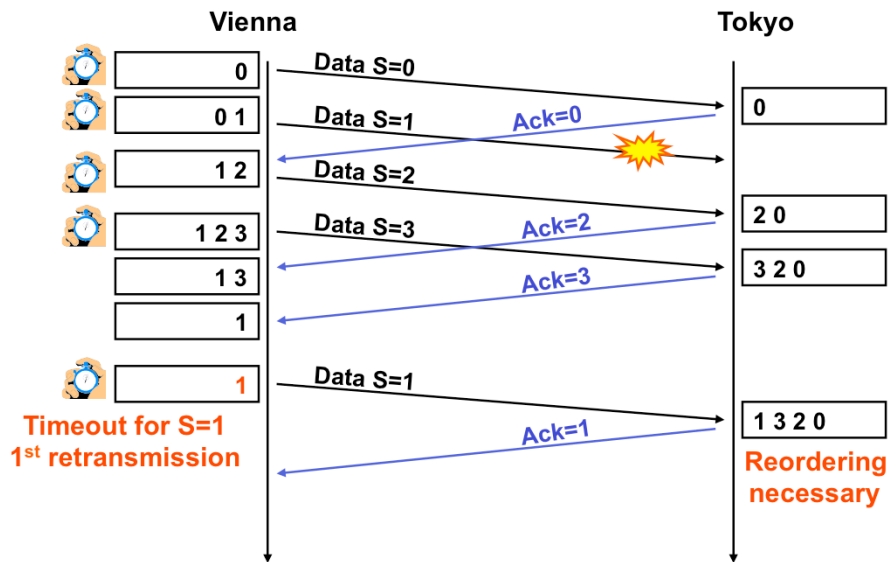 Vienna
Tokyo
0
Data S=0
0
0 1
Data S=1
Ack=0
1 2
Data S=2
2 0
1 2 3
Data S=3
Ack=2
3 2 0
1 3
Ack=3
1
1
Data S=1
1 3 2 0
Timeout for S=1
1st retransmission
Ack=1
Reordering
necessary